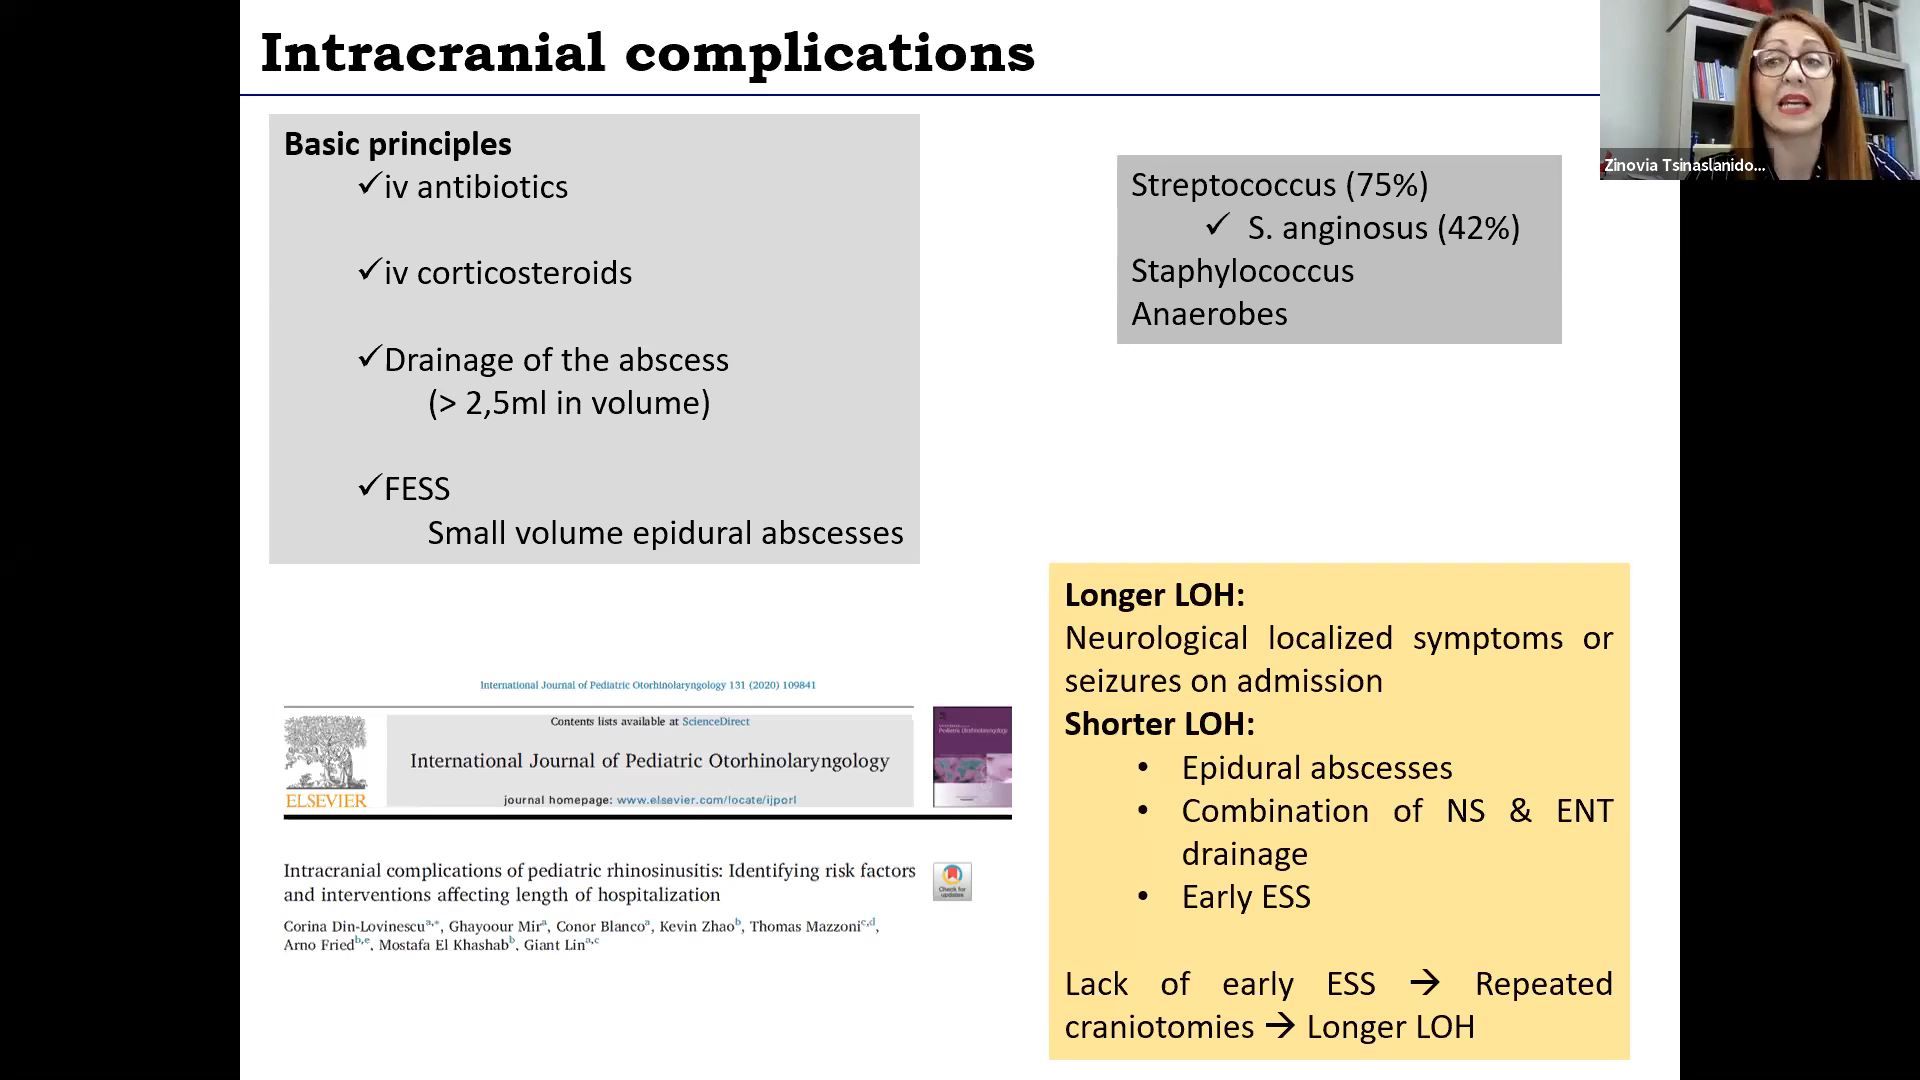 Intracranial complications
Basic principles
✓iv antibiotics
✓iv corticosteroids
✓Drainage of the abscess
(> 2,5ml in volume)
✓FESS
Small volume epidural abscesses
Streptococcus (75%)
✓ S. anginosus (42%)
Staphylococcus
Anaerobes
Zinovia Tsinaslanido...
International Journal of Pediatric Otorhinolaryngology 131 (2020) 109841
Contents lists available at ScienceDirect
International Journal of Pediatric Otorhinolaryngology
journal homepage: www.elsevier.com/locate/ijporl
ELSEVIER
Intracranial complications of pediatric rhinosinusitis: Identifying risk factors
and interventions affecting length of hospitalization
Check for
updates
Corina Din-Lovinescu a,*, Ghayoour Mir a, Conor Blanco a, Kevin Zhao b, Thomas Mazzoni c,d,
Arno Fried b,e, Mostafa El Khashab b, Giant Lin a,c
Longer LOH:
Neurological localized symptoms or
seizures on admission
Shorter LOH:
• Epidural abscesses
• Combination of NS & ENT
drainage
• Early ESS
Lack of early ESS → Repeated
craniotomies → Longer LOH